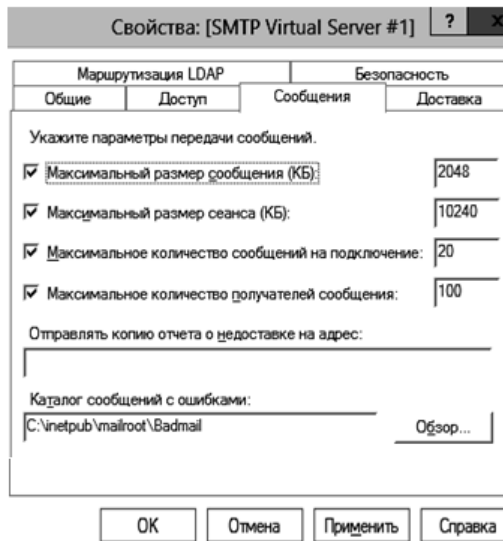 Свойства: [SMTP Virtual Server #1] ? x
Маршрутизация LDAP Безопасность
Общие Доступ Сообщения Доставка
Укажите параметры передачи сообщений.
Максимальный размер сообщения (КБ): 2048
Максимальный размер сеанса (КБ): 10240
Максимальное количество сообщений на подключение: 20
Максимальное количество получателей сообщения: 100
Отправлять копию отчета о недоставке на адрес:
Каталог сообщений с ошибками:
C:\inetpub\mailroot\Badmail Обзор...
ОК Отмена Применить Справка